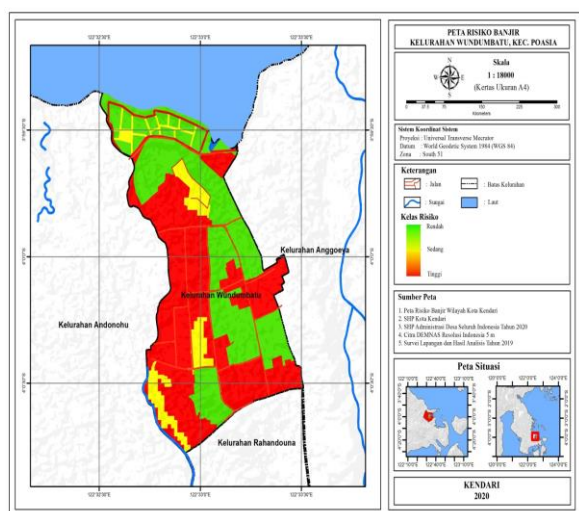 PETA RISIKO BANJIR
KELURAHAN WUNDUMBATU, KEC. POASIA
N
W E
S
Skala
1 : 18000
(Kertas Ukuran A4)
Kilometers
Sistem Koordinat Sistem
Proyeksi : Universal Transverse Mecrator
Datum : World Geodetic System 1984 (WGS 84)
Zona : South 51
Keterangan
: Jalan
: Batas Kelurahan
: Sungai
: Laut
Kelas Risiko
Rendah
Sedang
Tinggi
Sumber Peta
1. Peta Risiko Banjir Wilayah Kota Kendari
2. SHP Kota Kendari
3. SHP Administrasi Desa Seluruh Indonesia Tahun 2020
4. Citra DEMNAS Resolusi Indonesia 5 m
5. Survei Lapangan dan Hasil Analisis Tahun 2019
Peta Situasi
KENDARI
2020
Kelurahan Anggoeya
Kelurahan Wundumbatu
Kelurahan Andonohu
Kelurahan Rahandouna